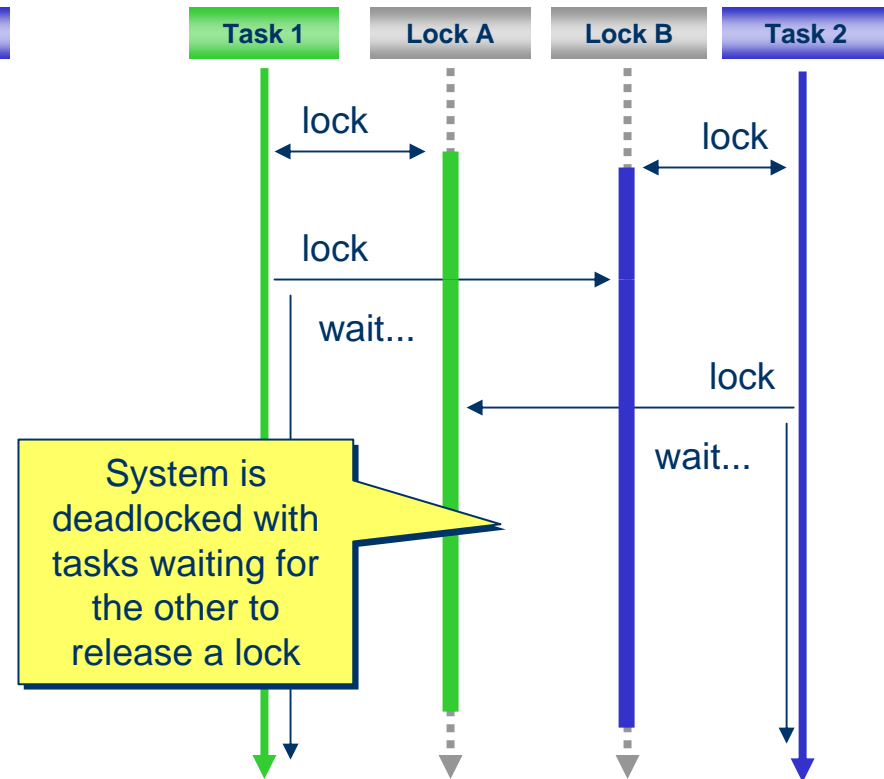 Task 1
Lock A
Lock B
Task 2
lock
lock
lock
wait...
lock
wait...
System is
deadlocked with
tasks waiting for
the other to
release a lock